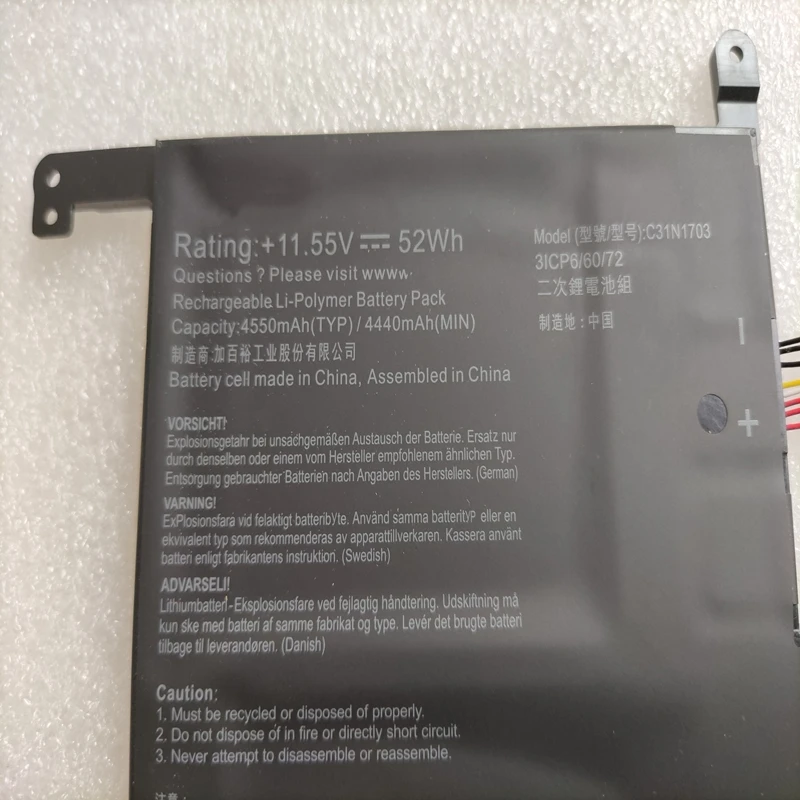 Rating:+11.55V ⎓ 52Wh
Questions ? Please visit wwww.
Rechargeable Li-Polymer Battery Pack
Capacity:4550mAh(TYP) / 4440mAh(MIN)
制造商:加百裕工业股份有限公司
Battery cell made in China, Assembled in China
Model (型號/型号):C31N1703
3ICP6/60/72
二次鋰電池組
制造地 : 中国
–
+
VORSICHT!
Explosionsgetahr bei unsachgemäßen Austausch der Batterie. Ersatz nur
durch denselben oder einem vom Hersteller empfohlenem ähnlichen Typ.
Entsorgung gebrauchter Batterien nach Angaben des Herstellers. (German)
VARNING!
ExPlosionsfara vid felaktigt batteribyte. Använd samma batterityP eller en
ekvivalent typ som rekommenderas av apparattillverkaren. Kassera använt
batteri enligt fabrikantens instruktion. (Swedish)
ADVARSELI!
Lithiumbatteri-Eksplosionsfare ved fejlagtig håndtering. Udskiftning må
kun ske med batteri af samme fabrikat og type. Levér det brugte batteri
tilbage til leverandøren. (Danish)
Caution:
1. Must be recycled or disposed of properly.
2. Do not dispose of in fire or directly short circuit.
3. Never attempt to disassemble or reassemble.